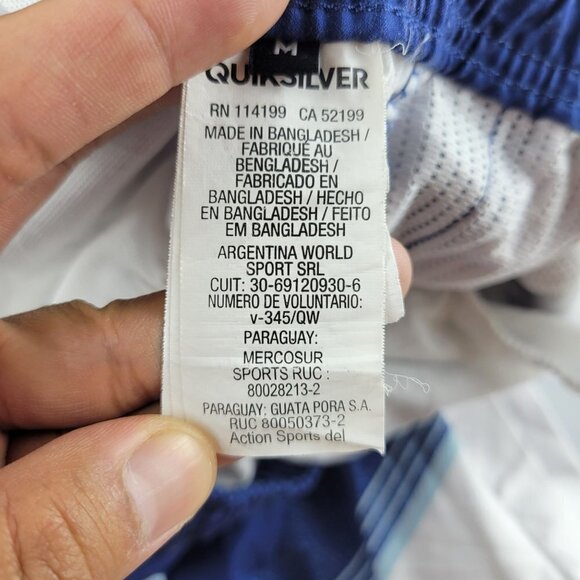 M
QUIKSILVER
RN 114199 CA 52199
MADE IN BANGLADESH /
FABRIQUÉ AU
BENGLADESH /
FABRICADO EN
BANGLADESH / HECHO
EN BANGLADESH / FEITO
EM BANGLADESH
ARGENTINA WORLD
SPORT SRL
CUIT: 30-69120930-6
NUMERO DE VOLUNTARIO:
v-345/QW
PARAGUAY:
MERCOSUR
SPORTS RUC :
80028213-2
PARAGUAY: GUATA PORA S.A.
RUC 80050373-2
Action Sports del